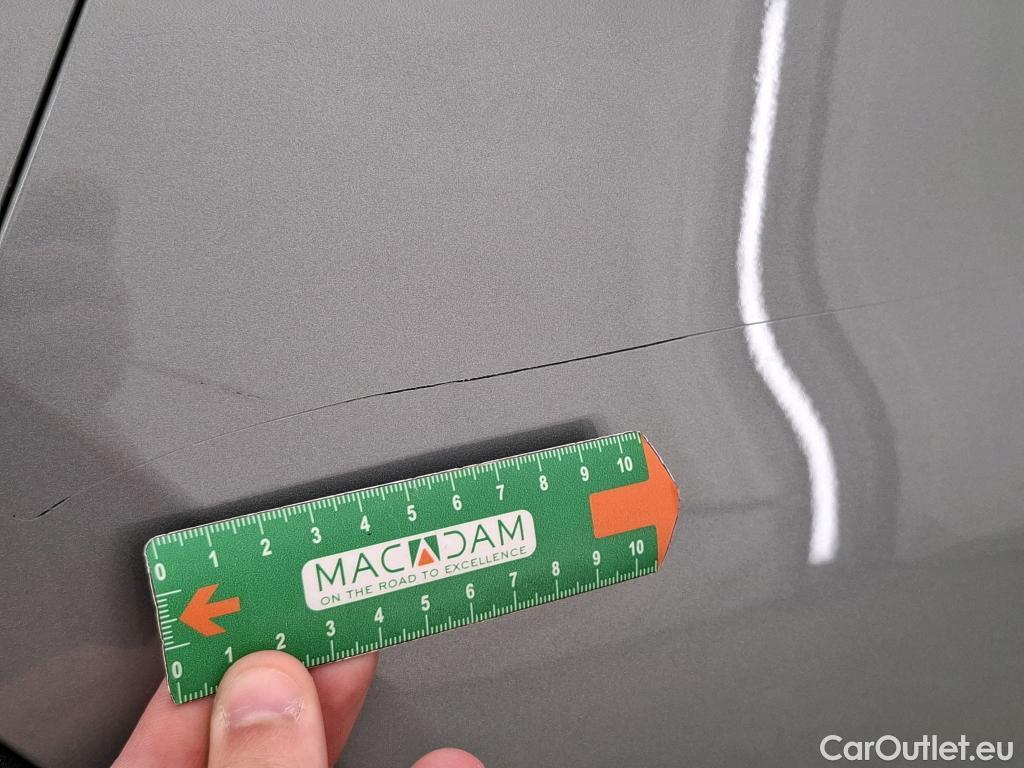 0 1 2 3 4 5 6 7 8 9 10
MACADAM
ON THE ROAD TO EXCELLENCE
0 1 2 3 4 5 6 7 8 9 10
CarOutlet.eu